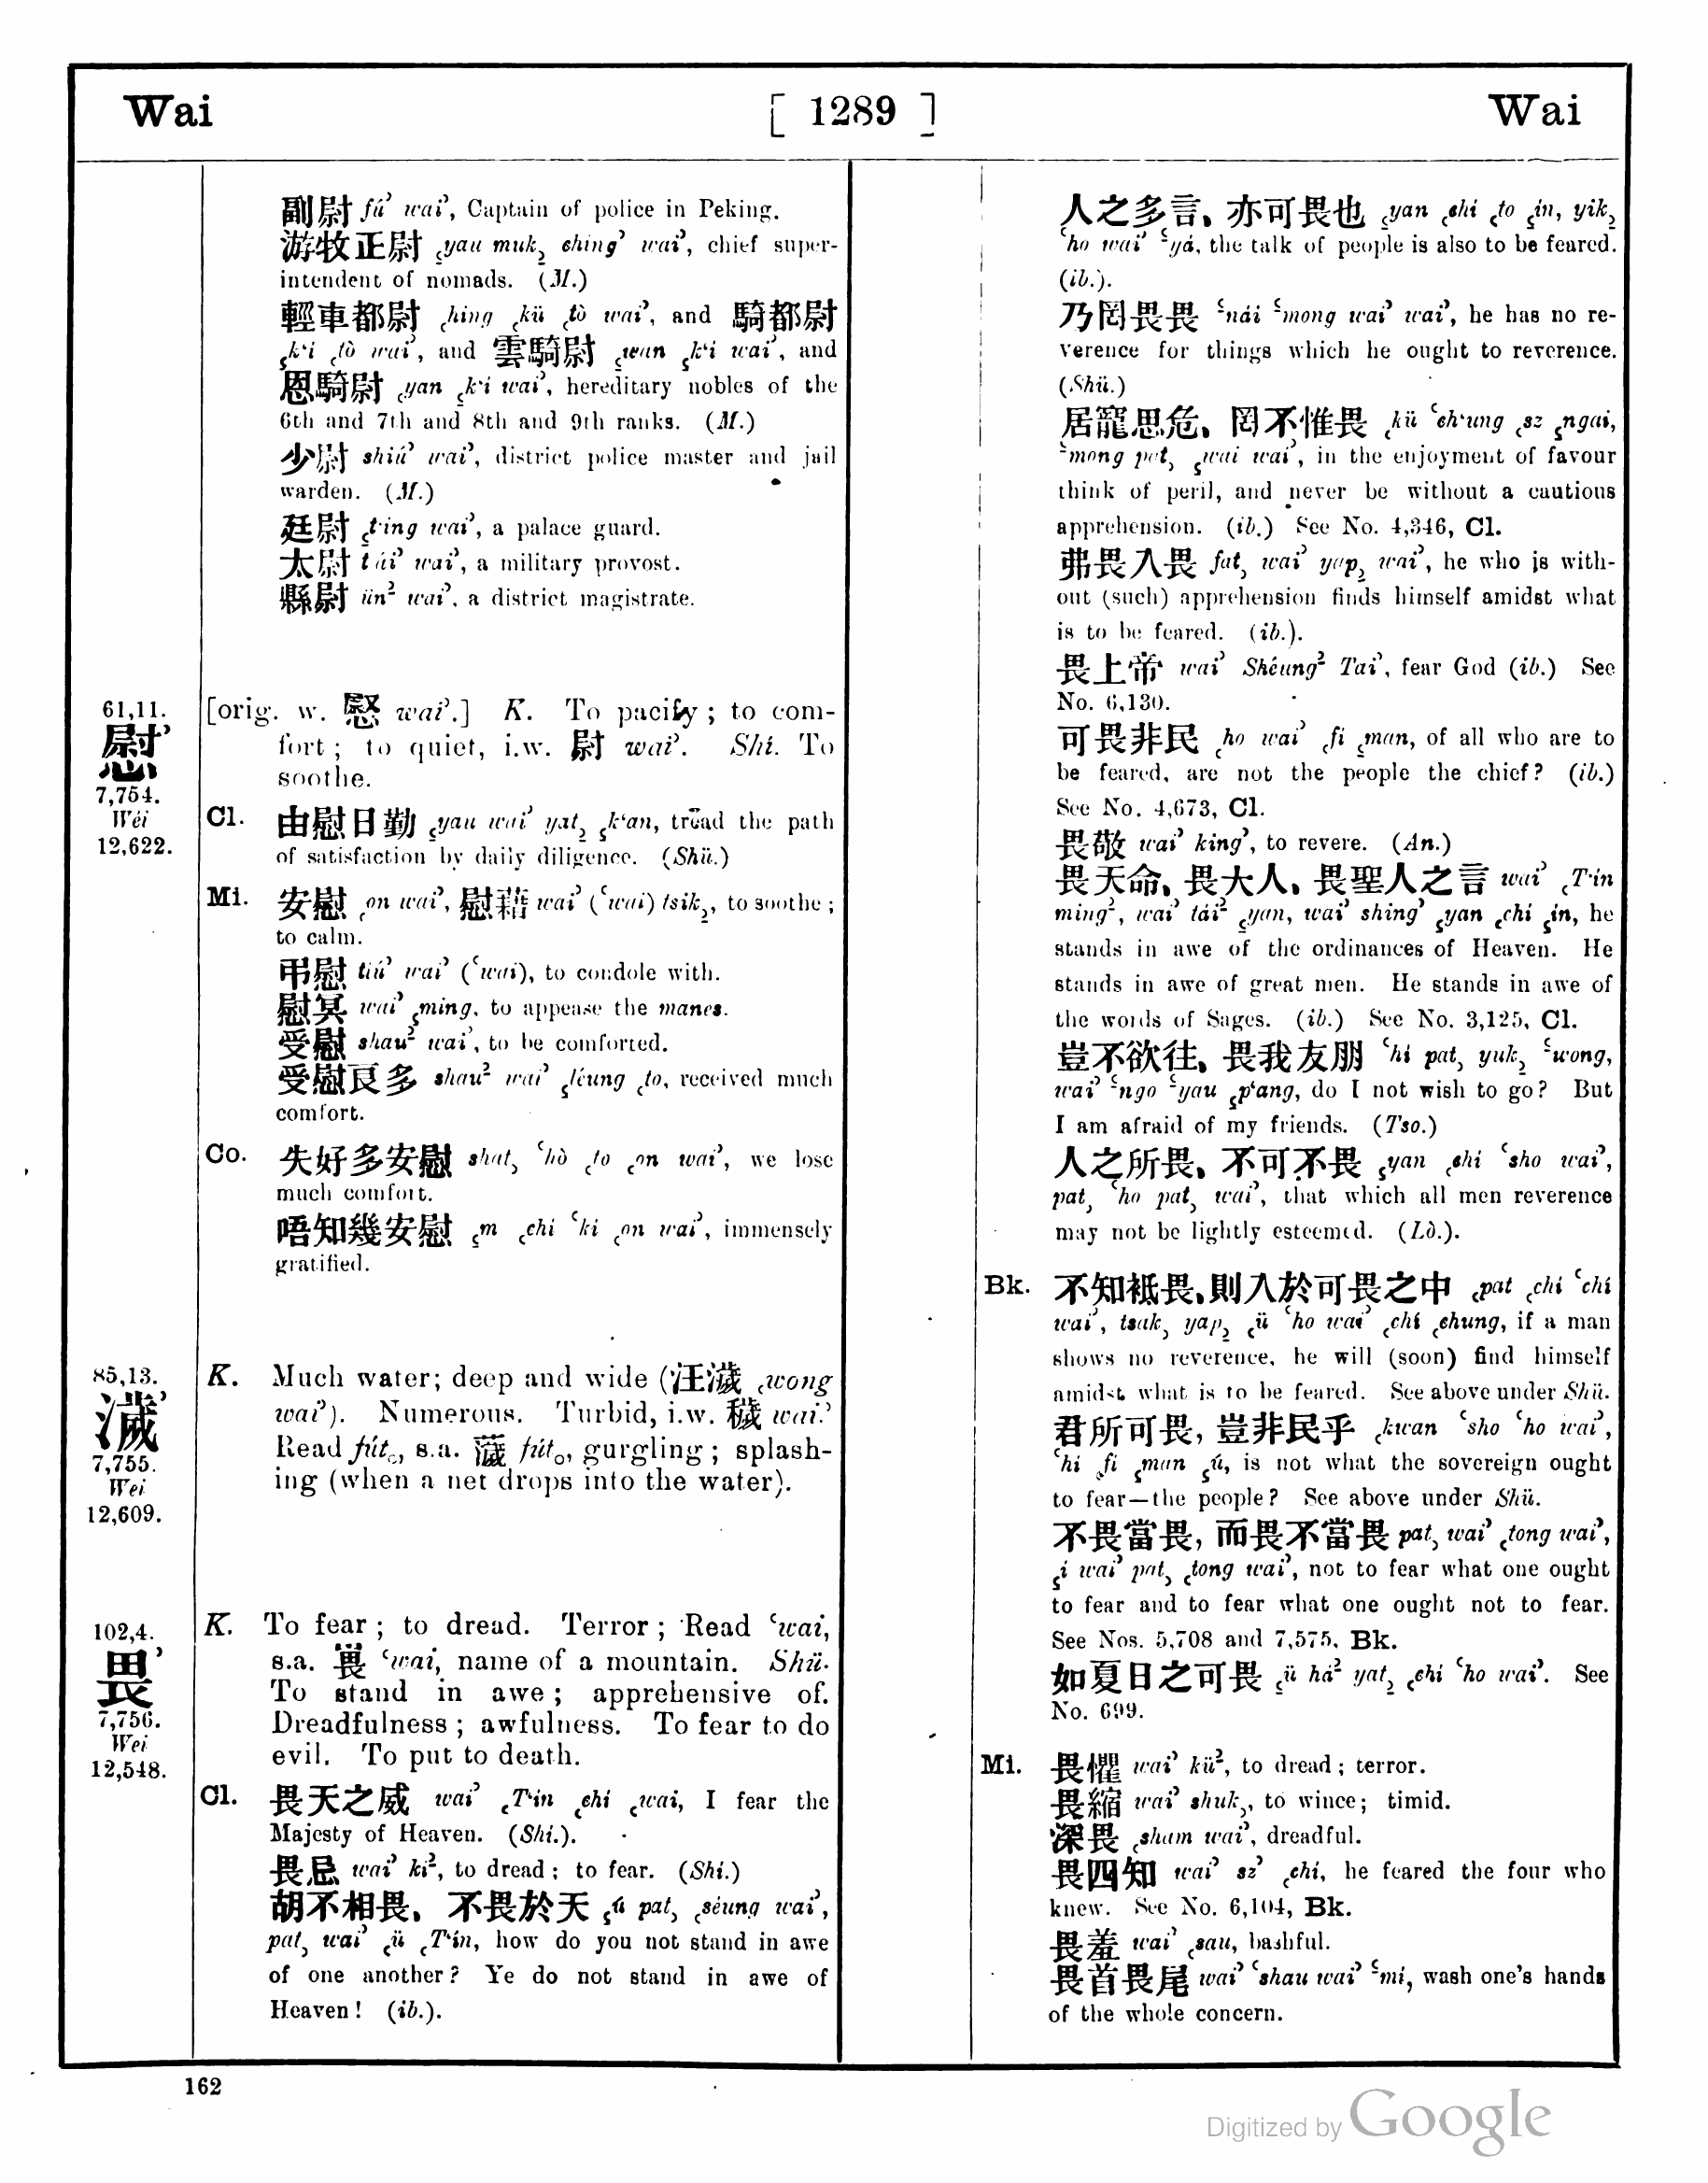 Wai [ 1289 ] Wai
副尉 fú’ wai’, Captain of police in Peking.
游牧正尉 ꜁yau muk꜇ ching’ wai’, chief super-
intendent of nomads. (M.)
輕車都尉 ꜀hing ꜀kü ꜀tò wai’, and 騎都尉
꜁k‘i ꜀tò wai’, and 雲騎尉 ꜁wan ꜁k‘i wai’, and
恩騎尉 ꜀yan ꜁k‘i wai’, hereditary nobles of the
6th and 7th and 8th and 9th ranks. (M.)
少尉 shiú’ wai’, district police master and jail
warden. (M.)
廷尉 ꜁t‘ing wai’, a palace guard.
太尉 t‘ái’ wai’, a military provost.
縣尉 ün² wai’, a district magistrate.
61,11.
慰’
7,754.
Wéi
12,622.
[orig. w. 㷉 wai’.] K. To pacify; to com-
fort; to quiet, i.w. 尉 wai’. Shí. To
soothe.
Cl. 由慰日勤 ꜁yau wai’ yat꜇ ꜁k‘an, tread the path
of satisfaction by daily diligence. (Shü.)
Mi. 安慰 ꜀on wai’, 慰藉 wai’ (‘wai) tsik꜇, to soothe;
to calm.
弔慰 tiú’ wai’ (‘wai), to condole with.
慰冥 wai’ ꜁ming, to appease the manes.
受慰 shau² wai’, to be comforted.
受慰良多 shau² wai’ ꜁léung ꜀to, received much
comfort.
Co. 失好多安慰 shat꜆ ‘hò ꜀to ꜀on wai’, we lose
much comfort.
唔知幾安慰 ꜁m ꜀chi ‘ki ꜀on wai’, immensely
gratified.
85,13.
濊’
7,755.
Wei
12,609.
K. Much water; deep and wide (汪濊 ꜀wong
wai’). Numerous. Turbid, i.w. 穢 wai.’
Read fút, s.a. 薉 fút, gurgling; splash-
ing (when a net drops into the water).
102,4.
畏’
7,756.
Wei
12,548.
K. To fear; to dread. Terror; Read ‘wai,
s.a. 嵔 ‘wai, name of a mountain. Shü.
To stand in awe; apprehensive of.
Dreadfulness; awfulness. To fear to do
evil. To put to death.
Cl. 畏天之威 wai’ ꜀T‘ín ꜀chi ꜀wai, I fear the
Majesty of Heaven. (Shí.).
畏忌 wai’ ki², to dread; to fear. (Shí.)
胡不相畏、不畏於天 ꜁ú pat꜆ ꜀séung wai’,
pat꜆ wai’ ꜀ü ꜀T‘ín, how do you not stand in awe
of one another? Ye do not stand in awe of
Heaven! (ib.).
人之多言、亦可畏也 ꜁yan ꜀chi ꜀to ꜁ín, yik꜇
‘ho wai’ ‘yá, the talk of people is also to be feared.
(ib.).
乃罔畏畏 ‘nái ‘mong wai’ wai’, he has no re-
verence for things which he ought to reverence.
(Shü.)
居寵思危、罔不惟畏 ꜀kü ‘ch‘ung ꜀sz ꜁ngai,
‘mong pat꜆ ꜁wai wai’, in the enjoyment of favour
think of peril, and never be without a cautious
apprehension. (ib.) See No. 4,346, Cl.
弗畏入畏 fat꜆ wai’ yap꜇ wai’, he who is with-
out (such) apprehension finds himself amidst what
is to be feared. (ib.).
畏上帝 wai’ Shéung² Tai’, fear God (ib.) See
No. 6,130.
可畏非民 ‘ho wai’ ꜀fi ꜁man, of all who are to
be feared, are not the people the chief? (ib.)
See No. 4,673, Cl.
畏敬 wai’ king’, to revere. (An.)
畏天命、畏大人、畏聖人之言 wai’ ꜀T‘ín
ming², wai’ tái² ꜁yan, wai’ shing’ ꜁yan ꜀chí ꜁ín, he
stands in awe of the ordinances of Heaven. He
stands in awe of great men. He stands in awe of
the words of Sages. (ib.) See No. 3,125, Cl.
豈不欲往、畏我友朋 ‘hi pat꜆ yuk꜇ ‘wong,
wai’ ‘ngo ‘yau ꜁p‘ang, do I not wish to go? But
I am afraid of my friends. (Tso.)
人之所畏、不可不畏 ꜁yan ꜀chi ‘sho wai’,
pat꜆ ‘ho pat꜆ wai’, that which all men reverence
may not be lightly esteemed. (Lò.).
Bk. 不知祗畏、則入於可畏之中 ꜀pat ꜀chi ‘chí
wai’, tsak꜆ yap꜇ ꜀ü ‘ho wai’ ꜀chí ꜀chung, if a man
shows no reverence, he will (soon) find himself
amidst what is to be feared. See above under Shü.
君所可畏，豈非民乎 ꜀kwan ‘sho ‘ho wai’,
‘hi ꜀fi ꜁man ꜁ú, is not what the sovereign ought
to fear—the people? See above under Shü.
不畏當畏，而畏不當畏 pat꜆ wai’ ꜀tong wai’,
꜁i wai’ pat꜆ ꜀tong wai’, not to fear what one ought
to fear and to fear what one ought not to fear.
See Nos. 5,708 and 7,575, Bk.
如夏日之可畏 ꜁ü há² yat꜇ ꜀chi ‘ho wai’. See
No. 699.
Mi. 畏懼 wai’ kü², to dread; terror.
畏縮 wai’ shuk꜆, to wince; timid.
深畏 ꜀sham wai’, dreadful.
畏四知 wai’ sz’ ꜀chi, he feared the four who
knew. See No. 6,104, Bk.
畏羞 wai’ ꜀sau, bashful.
畏首畏尾 wai’ ‘shau wai’ ‘mi, wash one's hands
of the whole concern.
162
Digitized by Google